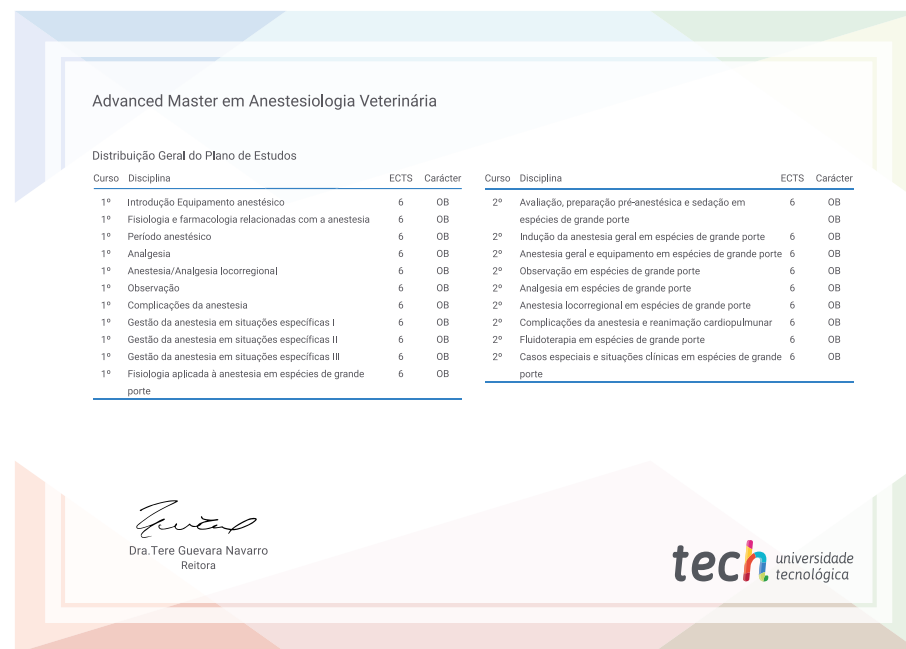 Advanced Master em Anestesiologia Veterinária
Distribuição Geral do Plano de Estudos
Curso Disciplina ECTS Carácter
1º Introdução Equipamento anestésico 6 OB
1º Fisiologia e farmacologia relacionadas com a anestesia 6 OB
1º Período anestésico 6 OB
1º Analgesia 6 OB
1º Anestesia/Analgesia locorregional 6 OB
1º Observação 6 OB
1º Complicações da anestesia 6 OB
1º Gestão da anestesia em situações específicas I 6 OB
1º Gestão da anestesia em situações específicas II 6 OB
1º Gestão da anestesia em situações específicas III 6 OB
1º Fisiologia aplicada à anestesia em espécies de grande 6 OB
porte
Curso Disciplina ECTS Carácter
2º Avaliação, preparação pré-anestésica e sedação em 6 OB
espécies de grande porte OB
2º Indução da anestesia geral em espécies de grande porte 6 OB
2º Anestesia geral e equipamento em espécies de grande porte 6 OB
2º Observação em espécies de grande porte 6 OB
2º Analgesia em espécies de grande porte 6 OB
2º Anestesia locorregional em espécies de grande porte 6 OB
2º Complicações da anestesia e reanimação cardiopulmunar 6 OB
2º Fluidoterapia em espécies de grande porte 6 OB
2º Casos especiais e situações clínicas em espécies de grande 6 OB
porte
Dra.Tere Guevara Navarro
Reitora
tech universidade
tecnológica